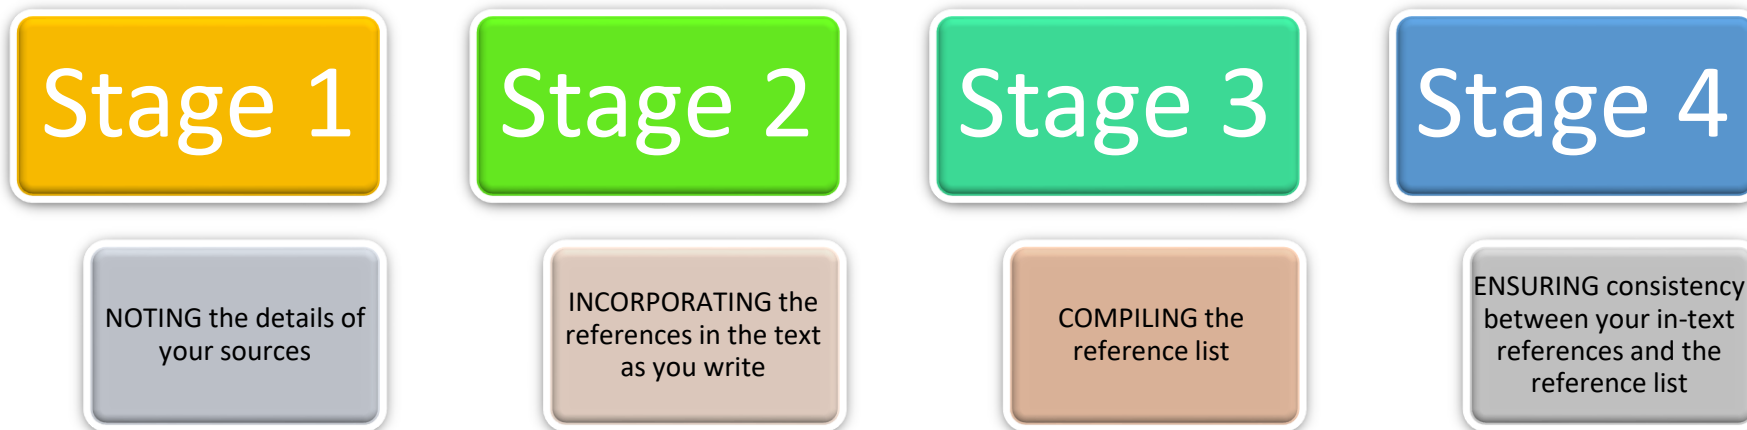 Stage 1
Stage 2
Stage 3
Stage 4
NOTING the details of
your sources
INCORPORATING the
references in the text
as you write
COMPILING the
reference list
ENSURING consistency
between your in-text
references and the
reference list